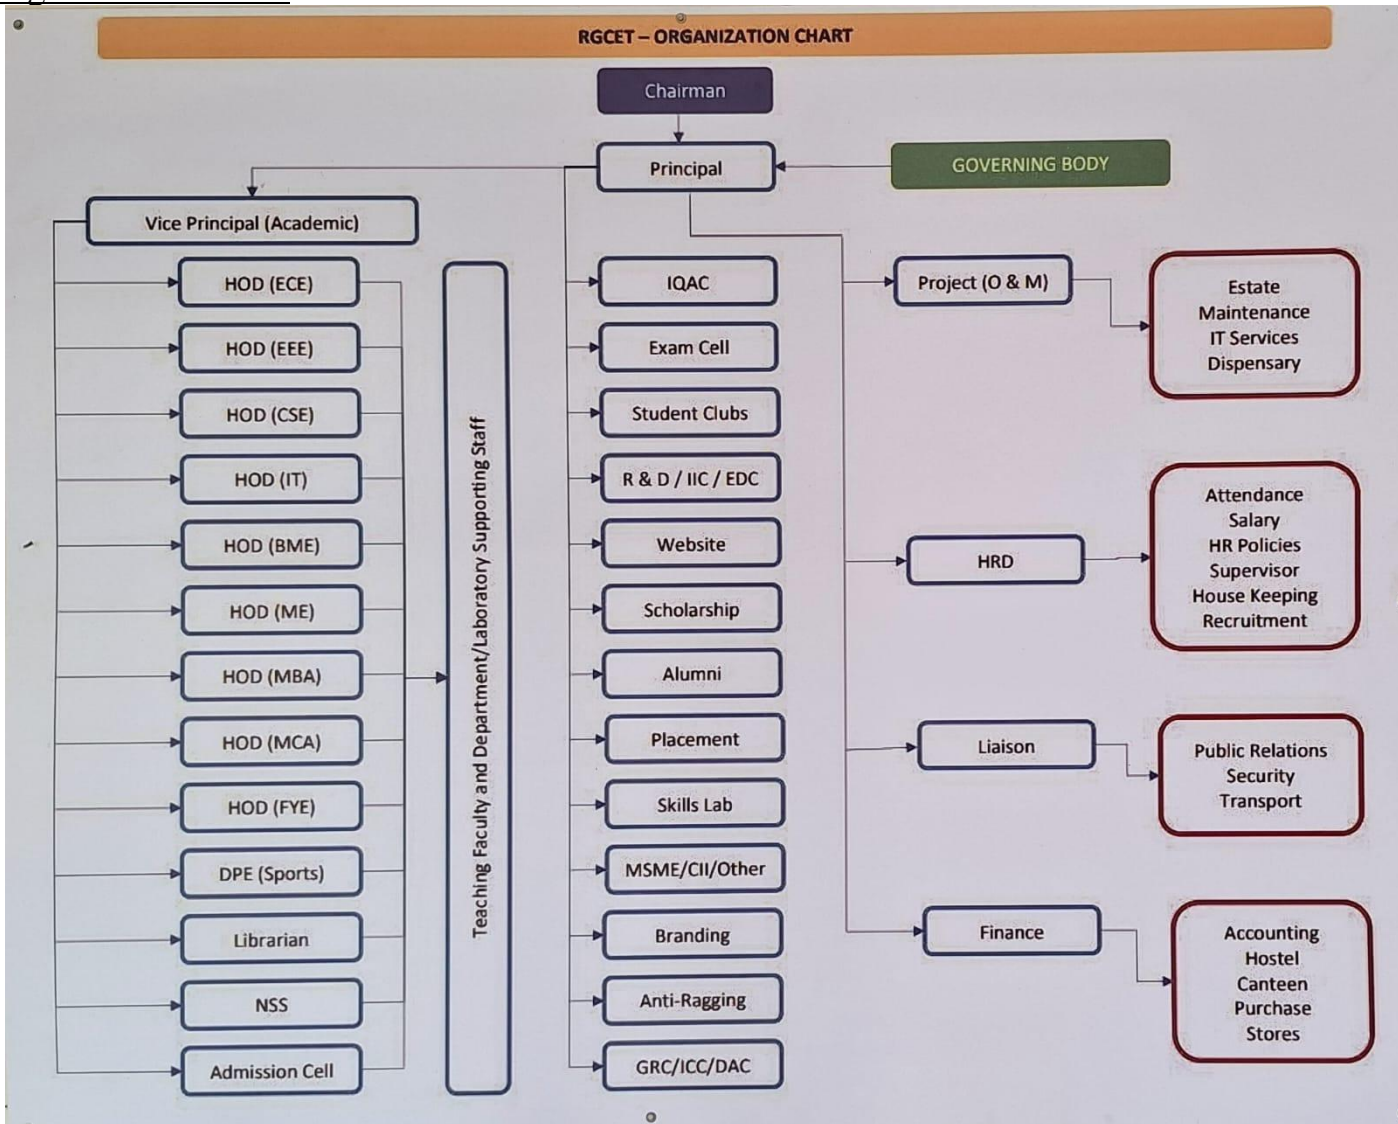 RGCET – ORGANIZATION CHART
Chairman
Principal
GOVERNING BODY
Vice Principal (Academic)
HOD (ECE)
HOD (EEE)
HOD (CSE)
HOD (IT)
HOD (BME)
HOD (ME)
HOD (MBA)
HOD (MCA)
HOD (FYE)
DPE (Sports)
Librarian
NSS
Admission Cell
Teaching Faculty and Department/Laboratory Supporting Staff
IQAC
Exam Cell
Student Clubs
R & D / IIC / EDC
Website
Scholarship
Alumni
Placement
Skills Lab
MSME/CII/Other
Branding
Anti-Ragging
GRC/ICC/DAC
Project (O & M)
Estate
Maintenance
IT Services
Dispensary
HRD
Attendance
Salary
HR Policies
Supervisor
House Keeping
Recruitment
Liaison
Public Relations
Security
Transport
Finance
Accounting
Hostel
Canteen
Purchase
Stores